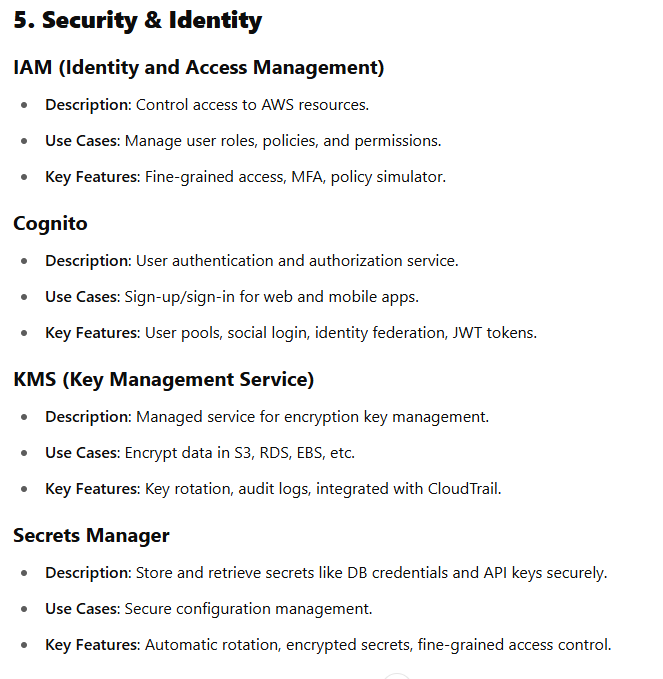 5. Security & Identity
IAM (Identity and Access Management)
• Description: Control access to AWS resources.
• Use Cases: Manage user roles, policies, and permissions.
• Key Features: Fine-grained access, MFA, policy simulator.
Cognito
• Description: User authentication and authorization service.
• Use Cases: Sign-up/sign-in for web and mobile apps.
• Key Features: User pools, social login, identity federation, JWT tokens.
KMS (Key Management Service)
• Description: Managed service for encryption key management.
• Use Cases: Encrypt data in S3, RDS, EBS, etc.
• Key Features: Key rotation, audit logs, integrated with CloudTrail.
Secrets Manager
• Description: Store and retrieve secrets like DB credentials and API keys securely.
• Use Cases: Secure configuration management.
• Key Features: Automatic rotation, encrypted secrets, fine-grained access control.